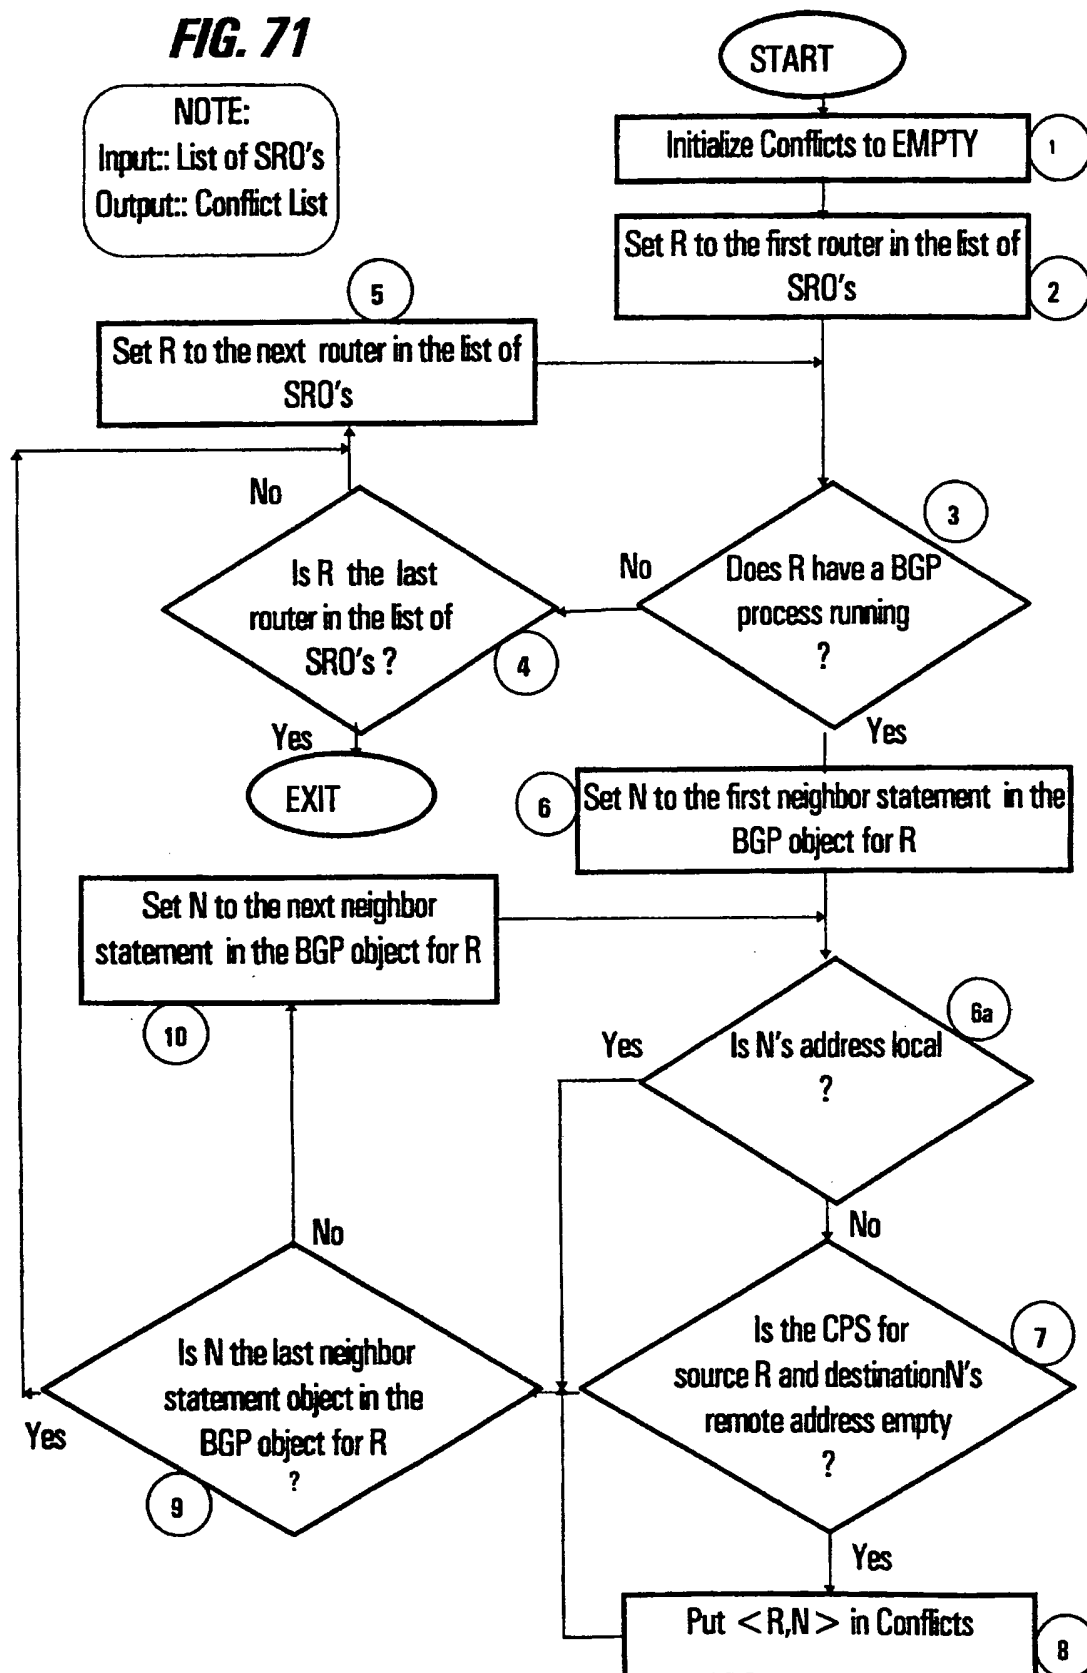 FIG. 71
NOTE:
Input:: List of SRO's
Output:: Conflict List
START
Initialize Conflicts to EMPTY
1
Set R to the first router in the list of
SRO's
2
5
Set R to the next router in the list of
SRO's
No
Is R the last
router in the list of
SRO's ?
4
Yes
EXIT
3
No
Does R have a BGP
process running
?
Yes
6
Set N to the first neighbor statement in the
BGP object for R
Set N to the next neighbor
statement in the BGP object for R
10
6a
Yes
Is N's address local
?
No
No
Is N the last neighbor
statement object in the
BGP object for R
?
Yes
9
7
Is the CPS for
source R and destinationN's
remote address empty
?
Yes
Put <R,N> in Conflicts
8